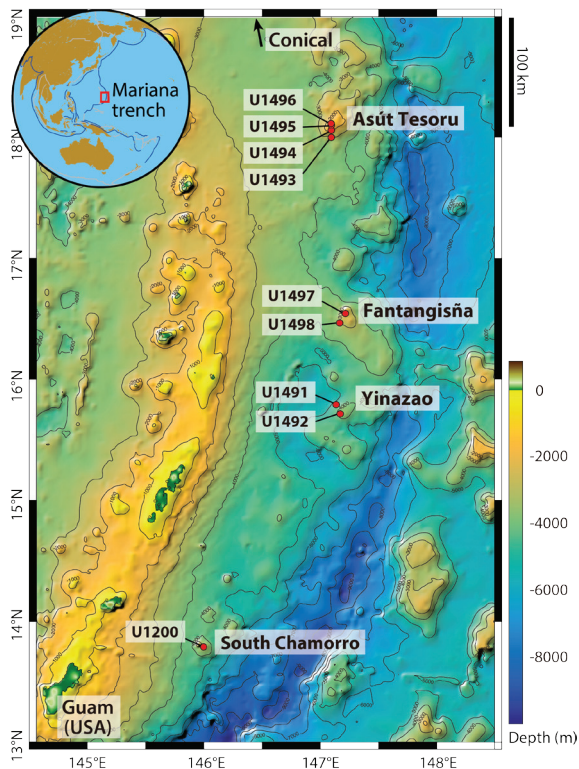 19°N
Conical
100 km
Mariana
trench
U1496
U1495
Asút Tesoru
U1494
18°N
U1493
17°N
U1497
Fantangisña
U1498
16°N
U1491
Yinazao
U1492
0
-2000
15°N
-4000
-6000
14°N
U1200
South Chamorro
-8000
Guam
(USA)
13°N
Depth (m)
145°E
146°E
147°E
148°E